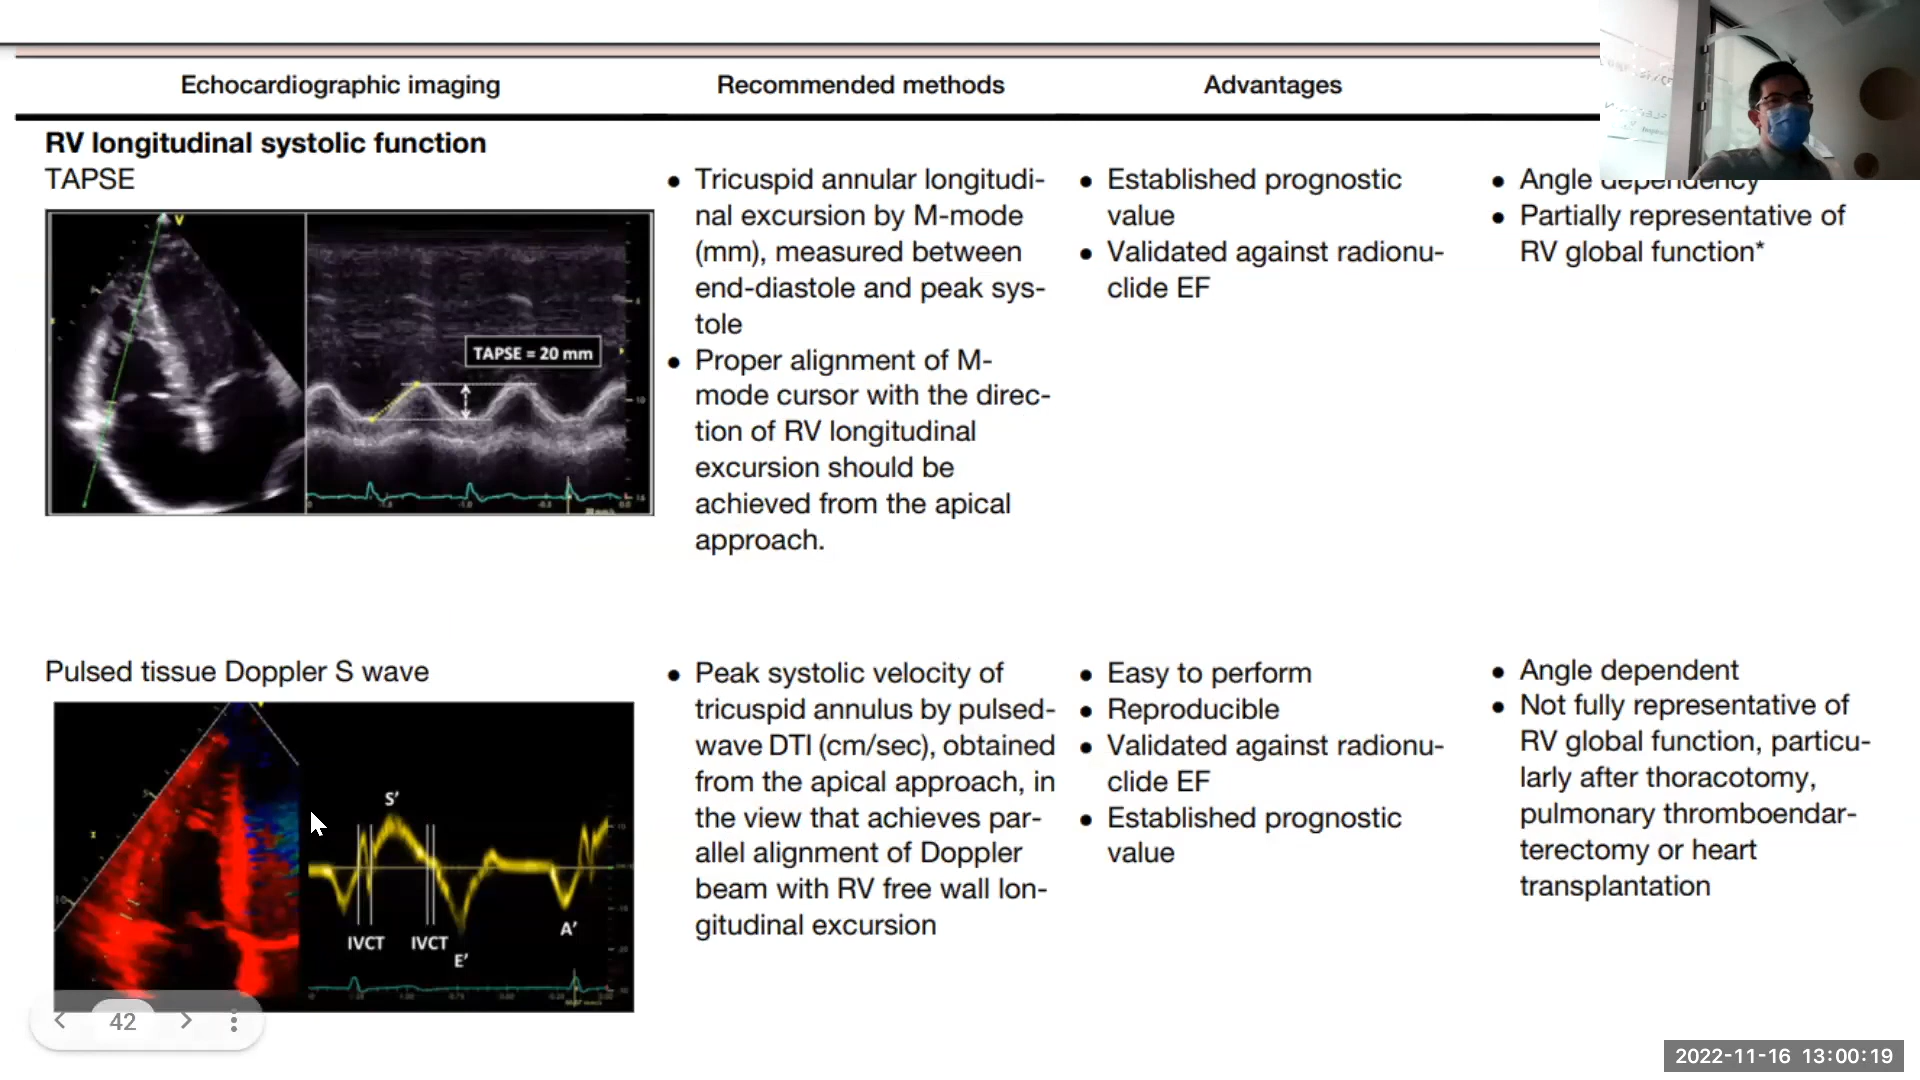 Echocardiographic imaging
Recommended methods
Advantages
RV longitudinal systolic function
TAPSE
TAPSE = 20 mm
● Tricuspid annular longitudi-
nal excursion by M-mode
(mm), measured between
end-diastole and peak sys-
tole
● Proper alignment of M-
mode cursor with the direc-
tion of RV longitudinal
excursion should be
achieved from the apical
approach.
● Established prognostic
value
● Validated against radionu-
clide EF
● Angle dependency
● Partially representative of
RV global function*
Pulsed tissue Doppler S wave
S’
IVCT
IVCT
E’
A’
● Peak systolic velocity of
tricuspid annulus by pulsed-
wave DTI (cm/sec), obtained
from the apical approach, in
the view that achieves par-
allel alignment of Doppler
beam with RV free wall lon-
gitudinal excursion
● Easy to perform
● Reproducible
● Validated against radionu-
clide EF
● Established prognostic
value
● Angle dependent
● Not fully representative of
RV global function, particu-
larly after thoracotomy,
pulmonary thromboendar-
terectomy or heart
transplantation
42
2022-11-16 13:00:19